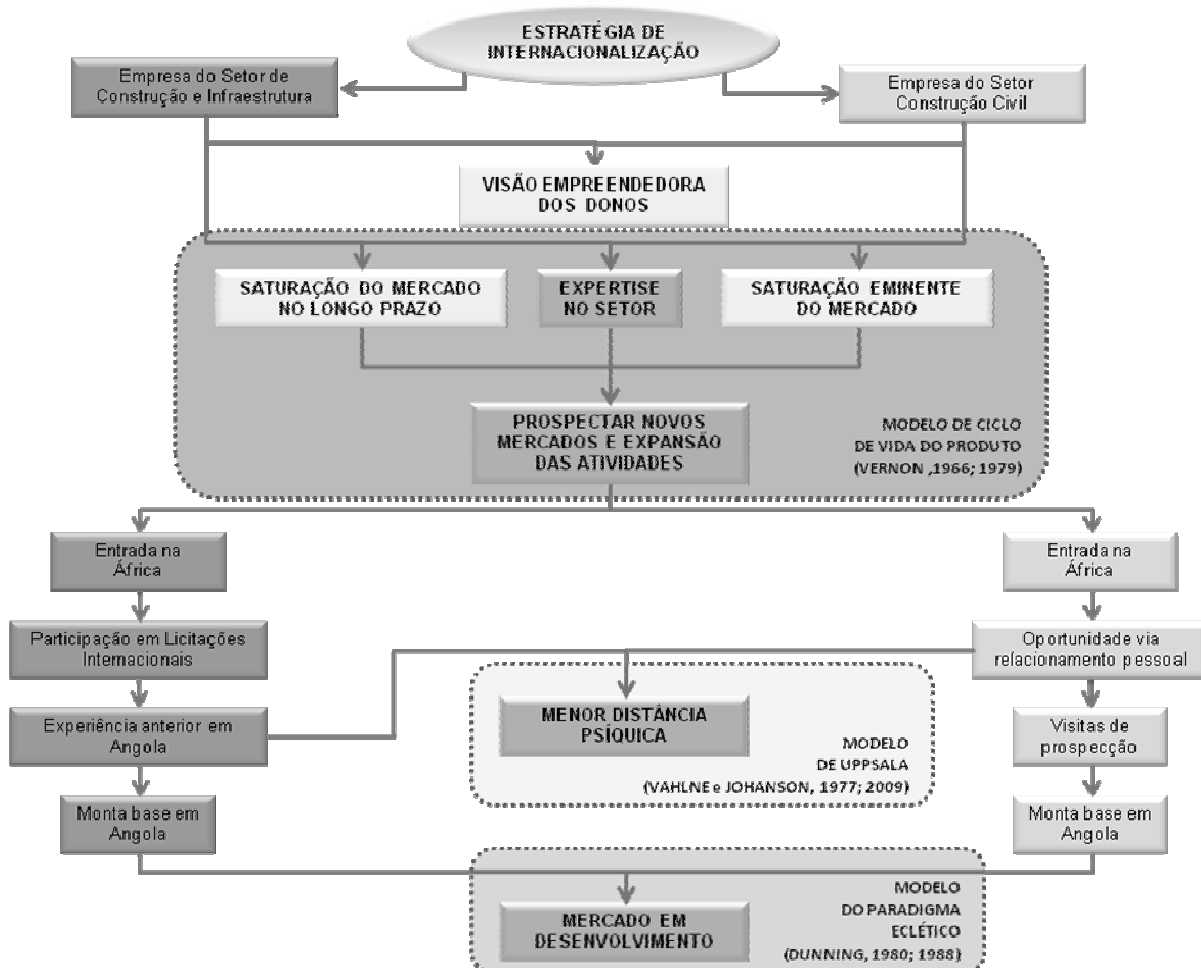 ESTRATÉGIA DE
INTERNACIONALIZAÇÃO
Empresa do Setor de
Construção e Infraestrutura
Empresa do Setor
Construção Civil
VISÃO EMPREENDEDORA
DOS DONOS
SATURAÇÃO DO MERCADO
NO LONGO PRAZO
EXPERTISE
NO SETOR
SATURAÇÃO EMINENTE
DO MERCADO
PROSPECTAR NOVOS
MERCADOS E EXPANSÃO
DAS ATIVIDADES
MODELO DE CICLO
DE VIDA DO PRODUTO
(VERNON ,1966; 1979)
Entrada na
África
Entrada na
África
Participação em Licitações
Internacionais
Oportunidade via
relacionamento pessoal
Experiência anterior em
Angola
MENOR DISTÂNCIA
PSÍQUICA
MODELO
DE UPPSALA
(VAHLNE e JOHANSON, 1977; 2009)
Visitas de
prospecção
Monta base em
Angola
Monta base em
Angola
MERCADO EM
DESENVOLVIMENTO
MODELO
DO PARADIGMA
ECLÉTICO
(DUNNING, 1980; 1988)